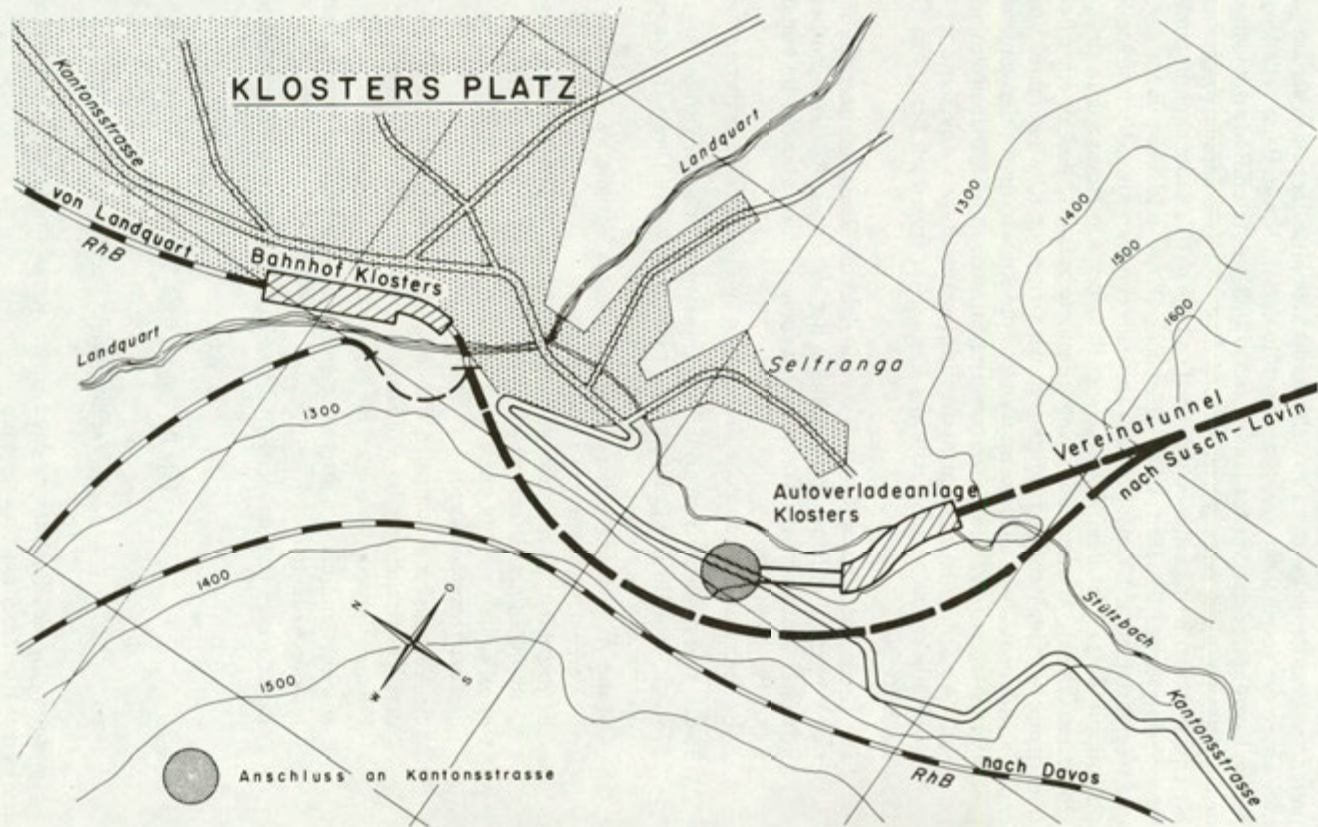 KLOSTERS PLATZ
Kantonsstrasse
Landquart
von Landquart
RhB
Bahnhof Klosters
Landquart
Selfranga
1300
1400
1500
1600
1300
Vereinatunnel
nach Susch-Lavin
Autoverladeanlage
Klosters
1400
N
O
S
W
Stützbach
1500
Kantonsstrasse
Anschluss an Kantonsstrasse
nach Davos
RhB